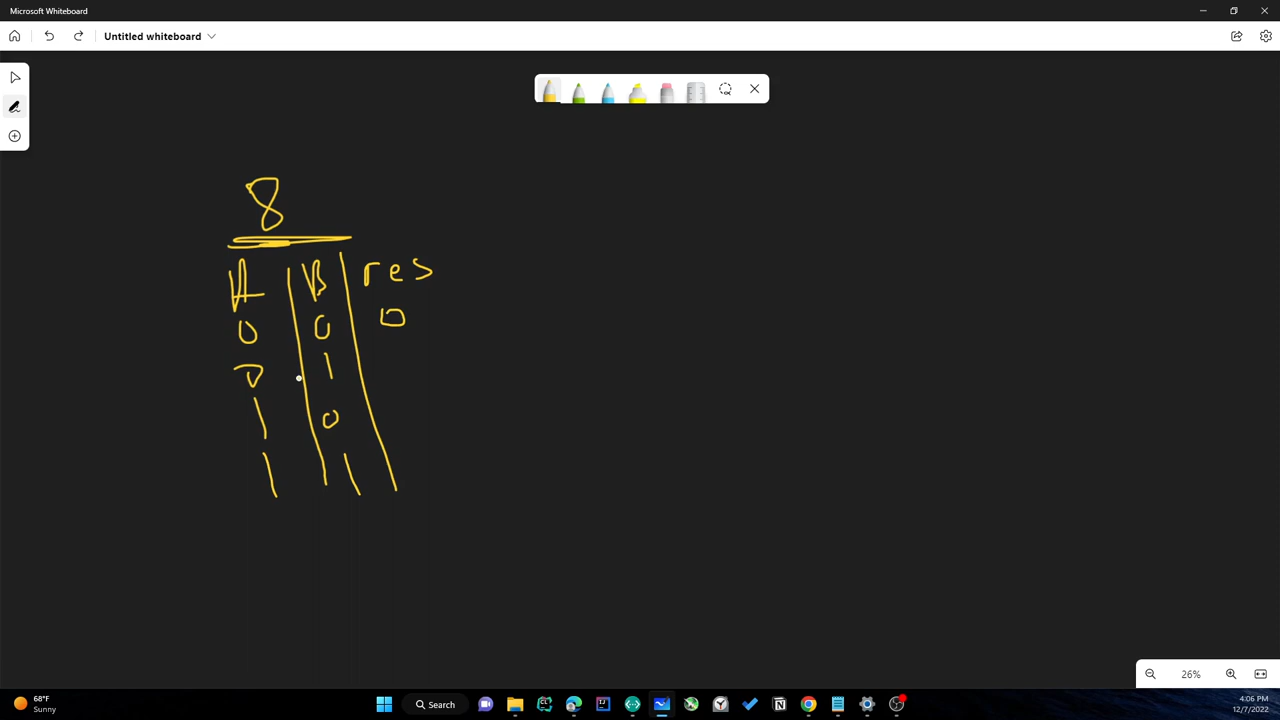 Microsoft Whiteboard
Untitled whiteboard
8
A B res
0 0 0
0 1
1 0
1 1
26%
68°F
Sunny
Search
4:06 PM
12/7/2022